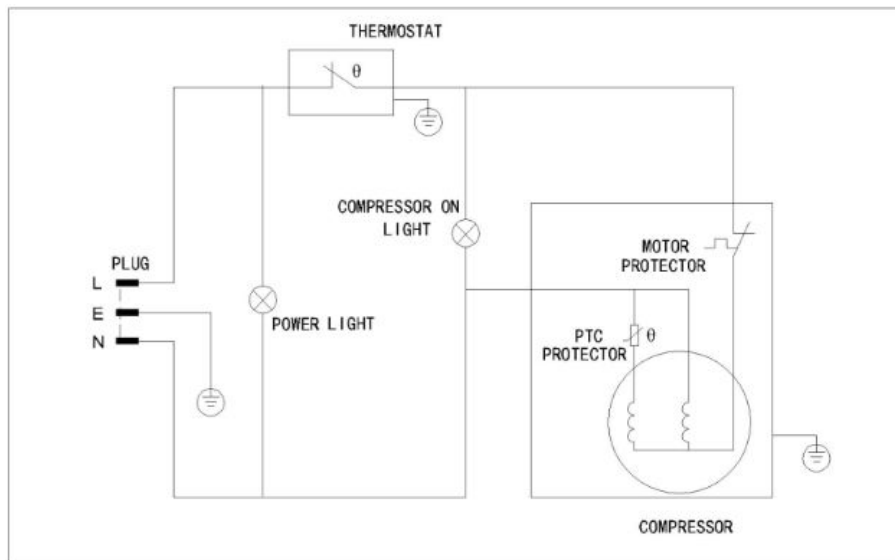 THERMOSTAT
θ
COMPRESSOR ON
LIGHT
MOTOR
PROTECTOR
PLUG
L
E
N
POWER LIGHT
PTC
PROTECTOR
θ
COMPRESSOR